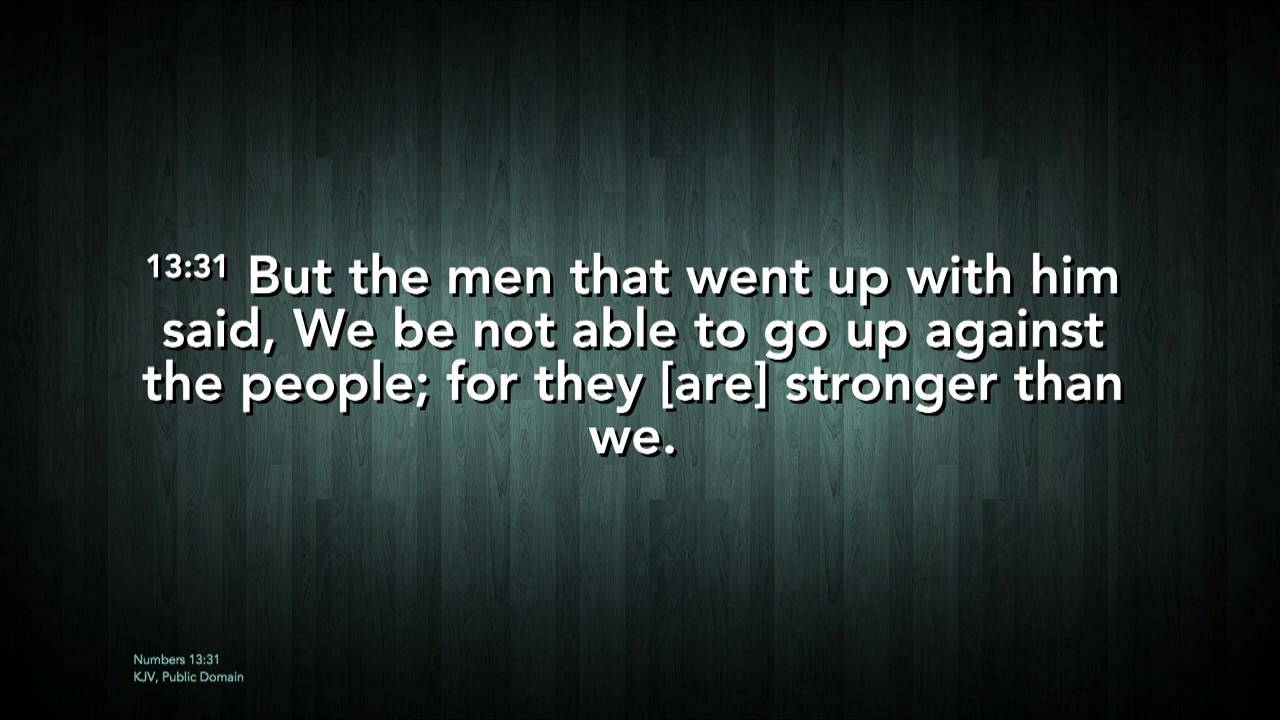 13:31 But the men that went up with him
said, We be not able to go up against
the people; for they [are] stronger than
we.
Numbers 13:31
KJV, Public Domain